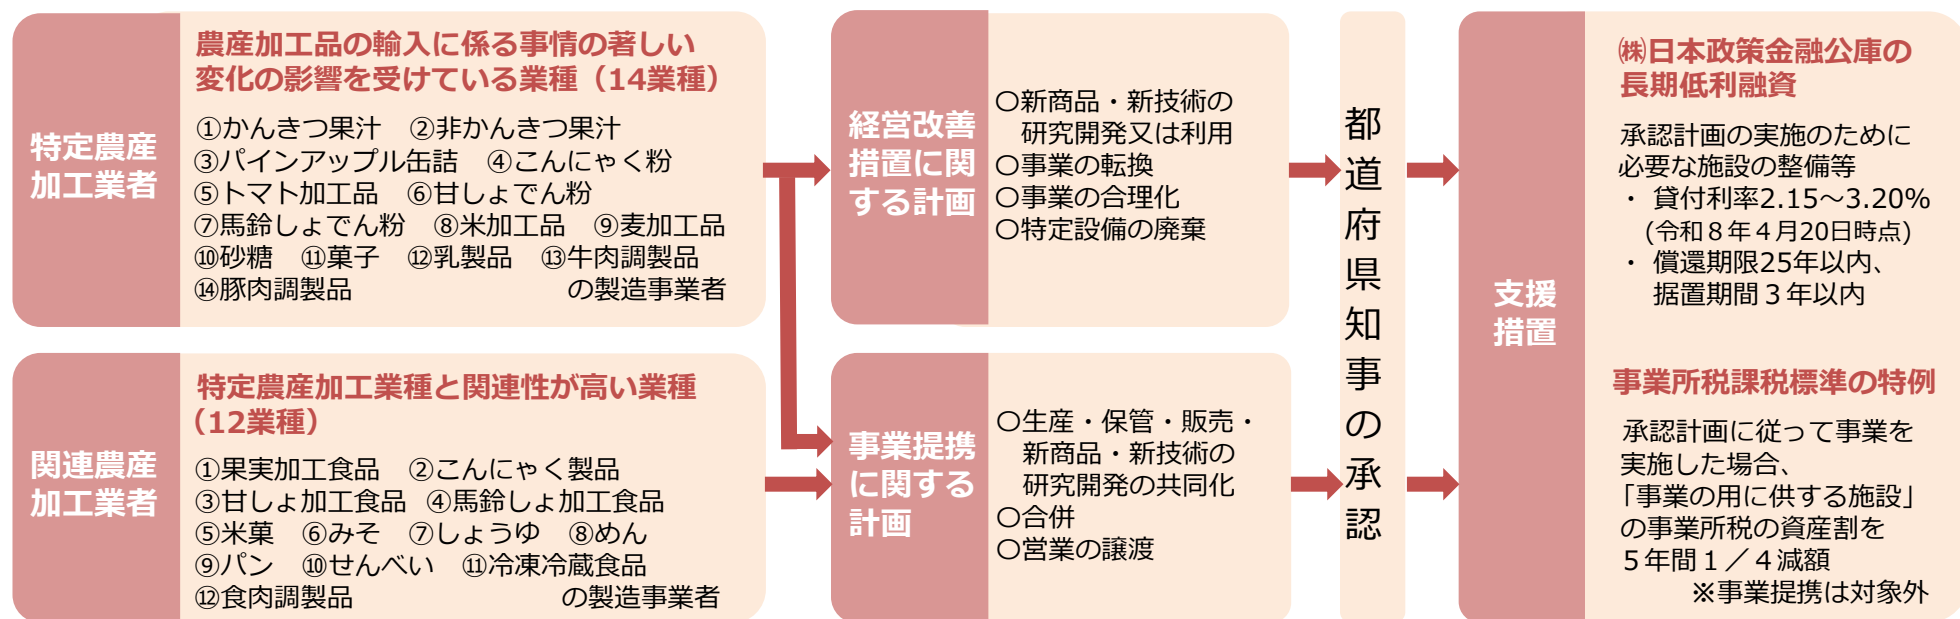 特定農産
加工業者
農産加工品の輸入に係る事情の著しい
変化の影響を受けている業種（14業種）
①かんきつ果汁　②非かんきつ果汁
③パインアップル缶詰　④こんにゃく粉
⑤トマト加工品　⑥甘しょでん粉
⑦馬鈴しょでん粉　⑧米加工品　⑨麦加工品
⑩砂糖　⑪菓子　⑫乳製品　⑬牛肉調製品
⑭豚肉調製品　の製造事業者
関連農産
加工業者
特定農産加工業種と関連性が高い業種
（12業種）
①果実加工食品　②こんにゃく製品
③甘しょ加工食品　④馬鈴しょ加工食品
⑤米菓　⑥みそ　⑦しょうゆ　⑧めん
⑨パン　⑩せんべい　⑪冷凍冷蔵食品
⑫食肉調製品　の製造事業者
経営改善
措置に関
する計画
〇新商品・新技術の
研究開発又は利用
〇事業の転換
〇事業の合理化
〇特定設備の廃棄
事業提携
に関する
計画
〇生産・保管・販売・
新商品・新技術の
研究開発の共同化
〇合併
〇営業の譲渡
都道府県知事の承認
支援
措置
㈱日本政策金融公庫の
長期低利融資
承認計画の実施のために
必要な施設の整備等
・ 貸付利率2.15～3.20%
(令和８年４月20日時点)
・ 償還期限25年以内、
据置期間３年以内
事業所税課税標準の特例
承認計画に従って事業を
実施した場合、
「事業の用に供する施設」
の事業所税の資産割を
５年間１／４減額
※事業提携は対象外